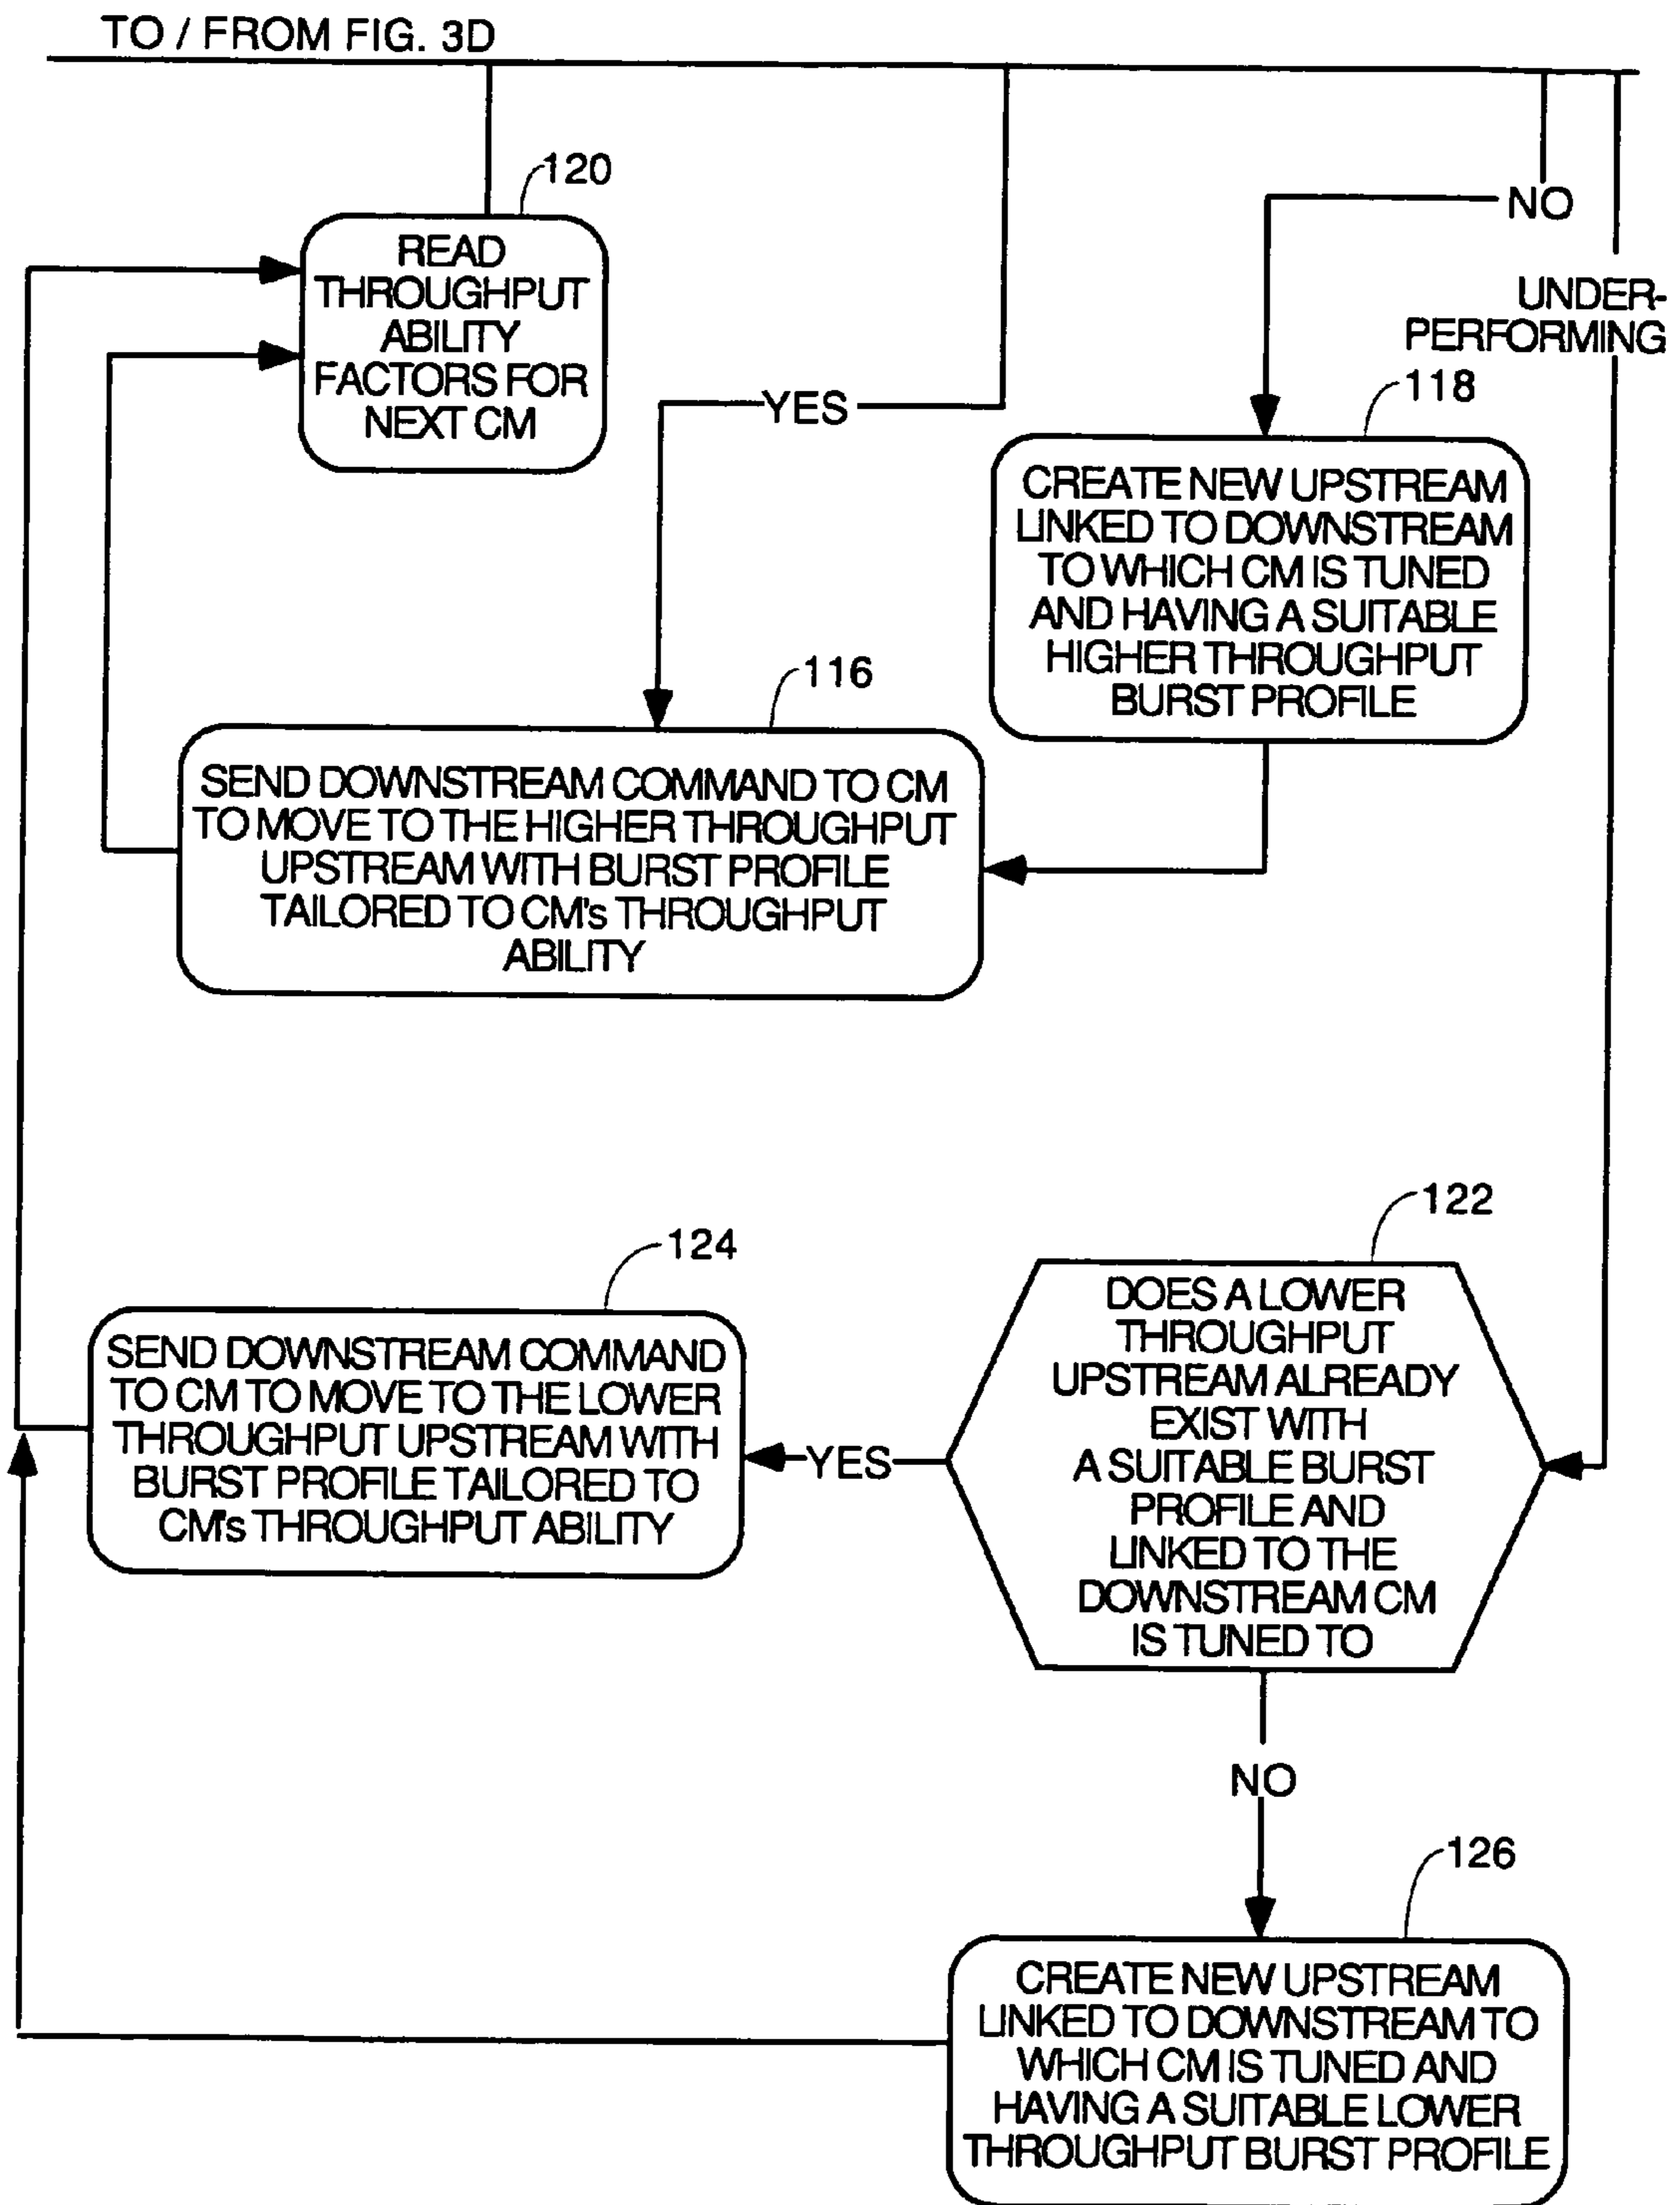 TO / FROM FIG. 3D
120
READ
THROUGHPUT
ABILITY
FACTORS FOR
NEXT CM
NO
UNDER-
PERFORMING
YES
118
CREATE NEW UPSTREAM
LINKED TO DOWNSTREAM
TO WHICH CM IS TUNED
AND HAVING A SUITABLE
HIGHER THROUGHPUT
BURST PROFILE
116
SEND DOWNSTREAM COMMAND TO CM
TO MOVE TO THE HIGHER THROUGHPUT
UPSTREAM WITH BURST PROFILE
TAILORED TO CM's THROUGHPUT
ABILITY
122
DOES A LOWER
THROUGHPUT
UPSTREAM ALREADY
EXIST WITH
A SUITABLE BURST
PROFILE AND
LINKED TO THE
DOWNSTREAM CM
IS TUNED TO
124
SEND DOWNSTREAM COMMAND
TO CM TO MOVE TO THE LOWER
THROUGHPUT UPSTREAM WITH
BURST PROFILE TAILORED TO
CM's THROUGHPUT ABILITY
YES
NO
126
CREATE NEW UPSTREAM
LINKED TO DOWNSTREAM TO
WHICH CM IS TUNED AND
HAVING A SUITABLE LOWER
THROUGHPUT BURST PROFILE